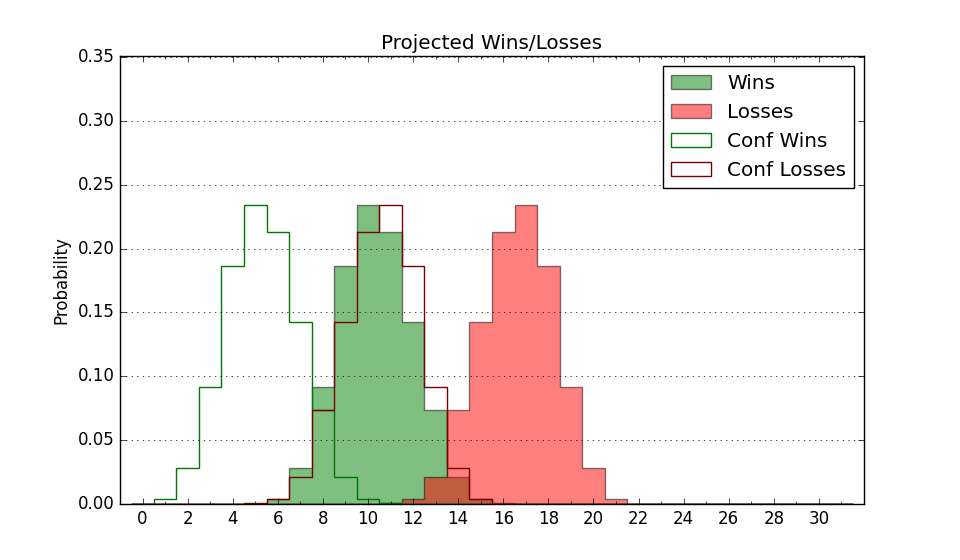 Projected Wins/Losses
0.35
0.30
0.25
0.20
0.15
0.10
0.05
0.00
Probability
Wins
Losses
Conf Wins
Conf Losses
0 2 4 6 8 10 12 14 16 18 20 22 24 26 28 30